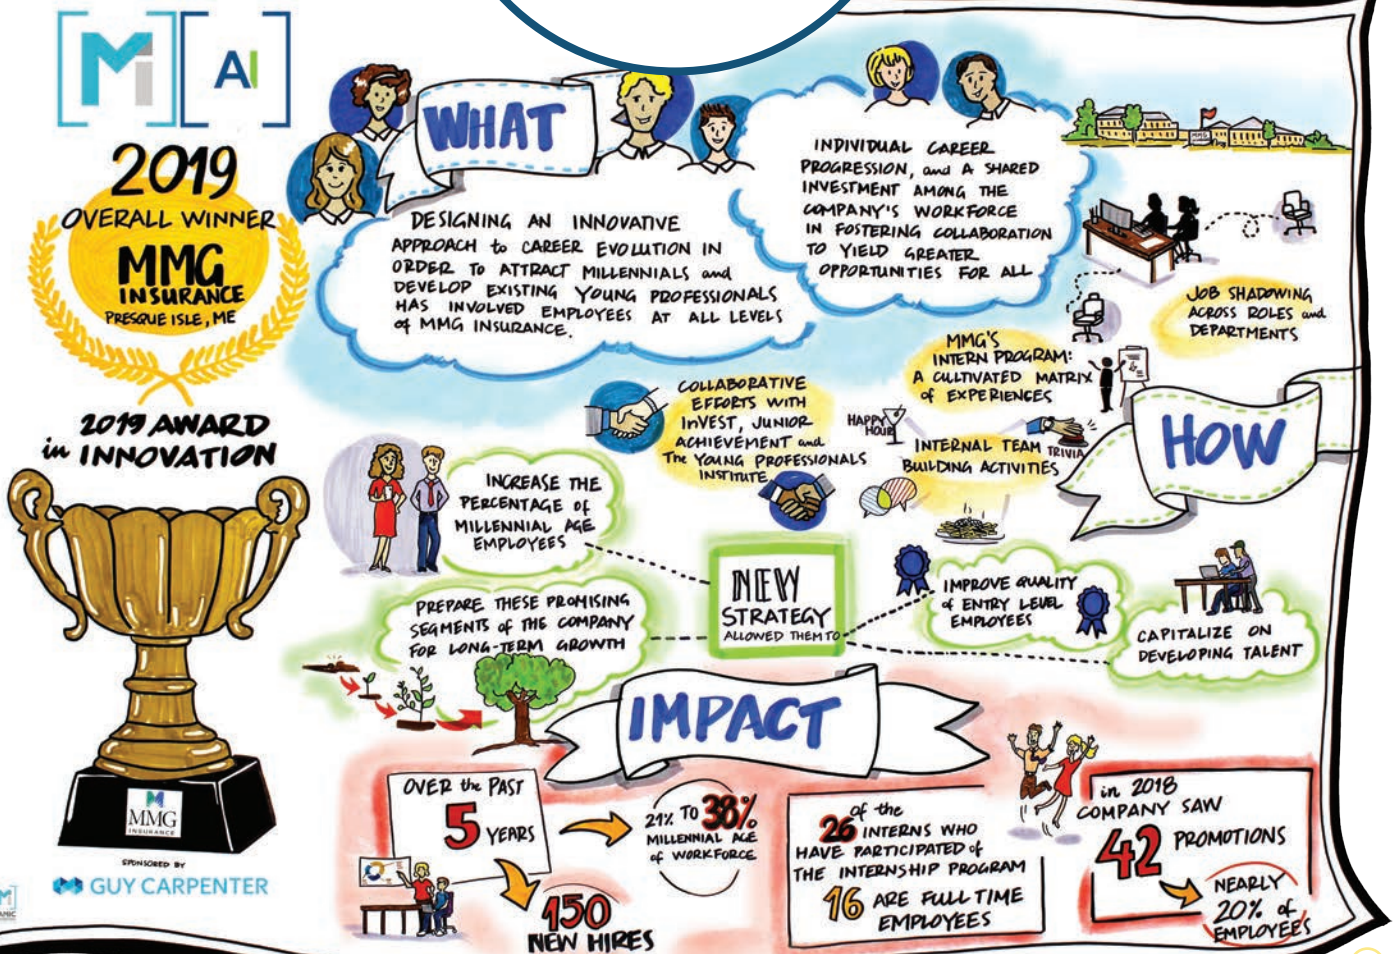 Mi
AI
2019
OVERALL WINNER
MMG
INSURANCE
PRESQUE ISLE, ME
2019 AWARD
in INNOVATION
MMG
INSURANCE
SPONSORED BY
GUY CARPENTER
WHAT
DESIGNING AN INNOVATIVE
APPROACH to CAREER EVOLUTION IN
ORDER TO ATTRACT MILLENNIALS and
DEVELOP EXISTING YOUNG PROFESSIONALS
HAS INVOLVED EMPLOYEES AT ALL LEVELS
of MMG INSURANCE.
INDIVIDUAL CAREER
PROGRESSION, and A SHARED
INVESTMENT AMONG THE
COMPANY'S WORKFORCE
IN FOSTERING COLLABORATION
TO YIELD GREATER
OPPORTUNITIES FOR ALL
MMG
HOW
JOB SHADOWING
ACROSS ROLES and
DEPARTMENTS
MMG'S
INTERN PROGRAM:
A CULTIVATED MATRIX
of EXPERIENCES
COLLABORATIVE
EFFORTS WITH
InVEST, JUNIOR
ACHIEVEMENT and
The YOUNG PROFESSIONALS
INSTITUTE
HAPPY
HOUR
INTERNAL TEAM
BUILDING ACTIVITIES
TRIVIA
NEW
STRATEGY
ALLOWED THEM TO
INCREASE THE
PERCENTAGE of
MILLENNIAL AGE
EMPLOYEES
PREPARE THESE PROMISING
SEGMENTS of THE COMPANY
FOR LONG-TERM GROWTH
IMPROVE QUALITY
of ENTRY LEVEL
EMPLOYEES
CAPITALIZE ON
DEVELOPING TALENT
IMPACT
OVER the PAST
5 YEARS
21% TO 38%
MILLENNIAL AGE
of WORKFORCE
150
NEW HIRES
of the
26 INTERNS WHO
HAVE PARTICIPATED of
THE INTERNSHIP PROGRAM
16 ARE FULL TIME
EMPLOYEES
in 2018
COMPANY SAW
42 PROMOTIONS
NEARLY
20% of
EMPLOYEES